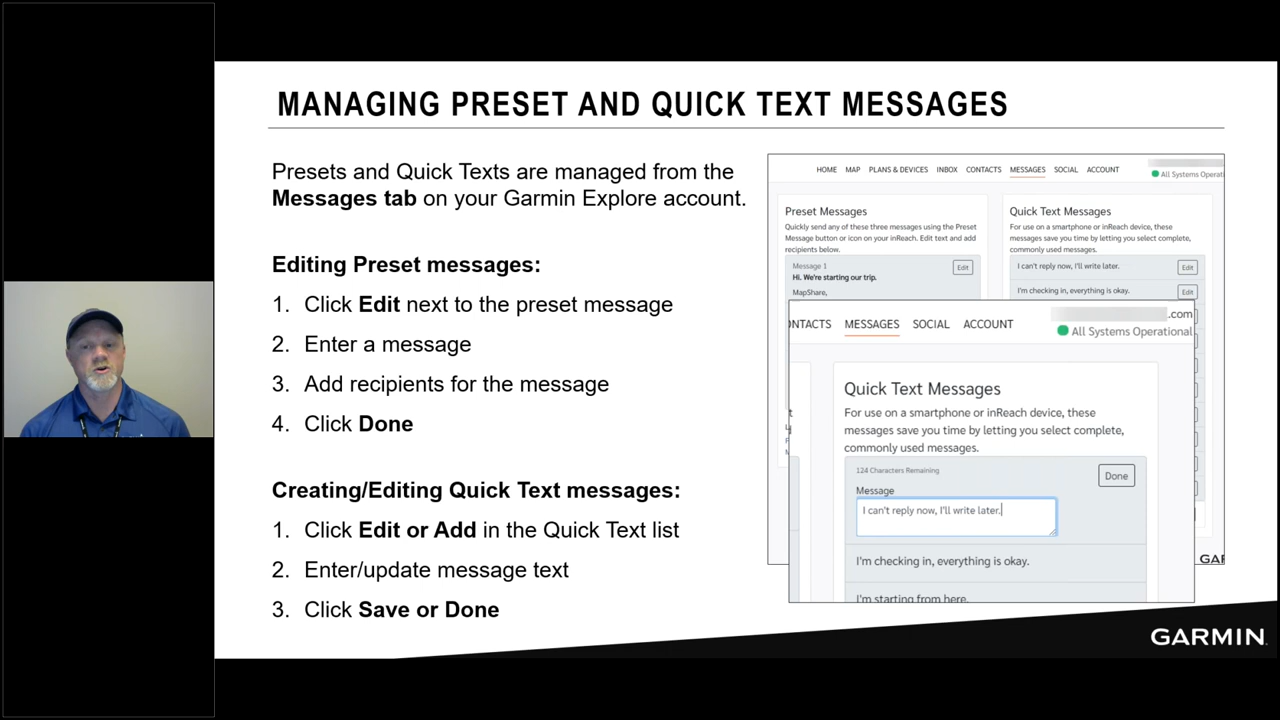 MANAGING PRESET AND QUICK TEXT MESSAGES
Presets and Quick Texts are managed from the
Messages tab on your Garmin Explore account.
Editing Preset messages:
1. Click Edit next to the preset message
2. Enter a message
3. Add recipients for the message
4. Click Done
Creating/Editing Quick Text messages:
1. Click Edit or Add in the Quick Text list
2. Enter/update message text
3. Click Save or Done
HOME MAP PLANS & DEVICES INBOX CONTACTS MESSAGES SOCIAL ACCOUNT
All Systems Operati
Preset Messages
Quickly send any of these three messages using the Preset
Message button or icon on your inReach. Edit text and add
recipients below.
Message 1
Edit
Hi. We're starting our trip.
MapShare,
Quick Text Messages
For use on a smartphone or inReach device, these
messages save you time by letting you select complete,
commonly used messages.
I can't reply now, I'll write later.
Edit
I'm checking in, everything is okay.
Edit
ONTACTS MESSAGES SOCIAL ACCOUNT
.com
All Systems Operational
Quick Text Messages
For use on a smartphone or inReach device, these
messages save you time by letting you select complete,
commonly used messages.
124 Characters Remaining
Done
Message
I can't reply now, I'll write later.
I'm checking in, everything is okay.
I'm starting from here.
GAR
GARMIN